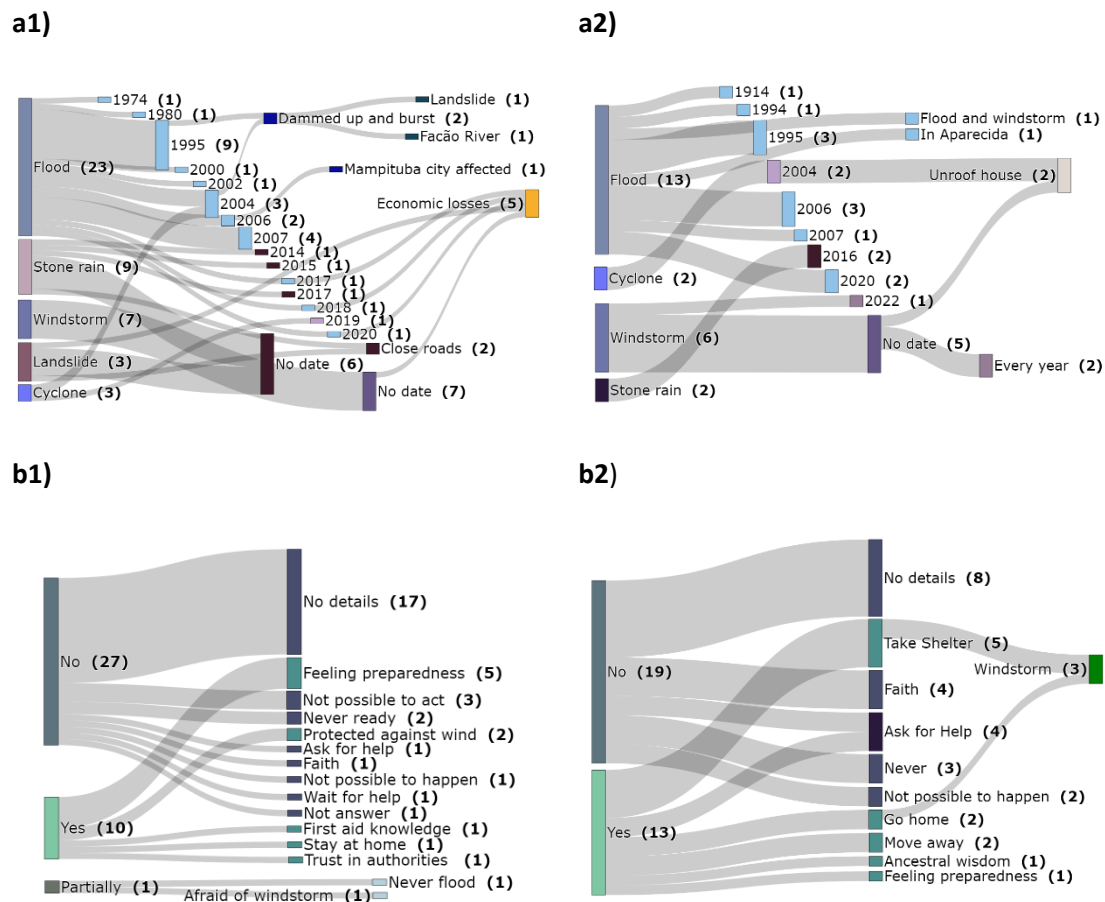 a1)
1974 (1)
1980 (1)
1995 (9)
2000 (1)
2002 (1)
2004 (3)
2006 (2)
2007 (4)
2014 (1)
2015 (1)
2017 (1)
2017 (1)
2018 (1)
2019 (1)
2020 (1)
Flood (23)
Stone rain (9)
Windstorm (7)
Landslide (3)
Cyclone (3)
Dammed up and burst (2)
Landslide (1)
Facão River (1)
Mampituba city affected (1)
Economic losses (5)
Close roads (2)
No date (6)
No date (7)
a2)
1914 (1)
1994 (1)
1995 (3)
2004 (2)
2006 (3)
2007 (1)
2016 (2)
2020 (2)
2022 (1)
Flood (13)
Cyclone (2)
Windstorm (6)
Stone rain (2)
Flood and windstorm (1)
In Aparecida (1)
Unroof house (2)
No date (5)
Every year (2)
b1)
No (27)
Yes (10)
Partially (1)
No details (17)
Feeling preparedness (5)
Not possible to act (3)
Never ready (2)
Protected against wind (2)
Ask for help (1)
Faith (1)
Not possible to happen (1)
Wait for help (1)
Not answer (1)
First aid knowledge (1)
Stay at home (1)
Trust in authorities (1)
Never flood (1)
Afraid of windstorm (1)
b2)
No (19)
Yes (13)
No details (8)
Take Shelter (5)
Windstorm (3)
Faith (4)
Ask for Help (4)
Never (3)
Not possible to happen (2)
Go home (2)
Move away (2)
Ancestral wisdom (1)
Feeling preparedness (1)